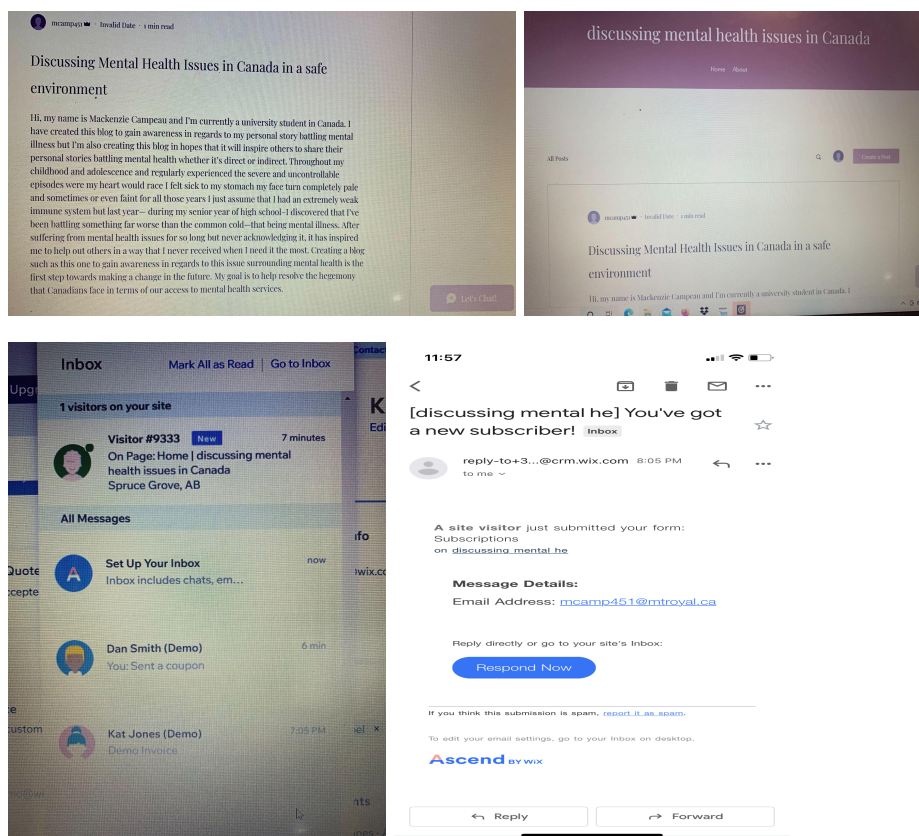 mcamp451 · Invalid Date · 1 min read
Discussing Mental Health Issues in Canada in a safe
environment
Hi, my name is Mackenzie Campeau and I'm currently a university student in Canada. I
have created this blog to gain awareness in regards to my personal story battling mental
illness but I'm also creating this blog in hopes that it will inspire others to share their
personal stories battling mental health whether it's direct or indirect. Throughout my
childhood and adolescence and regularly experienced the severe and uncontrollable
episodes were my heart would race I felt sick to my stomach my face turn completely pale
and sometimes or even faint for all those years I just assume that I had an extremely weak
immune system but last year— during my senior year of high school–I discovered that I've
been battling something far worse than the common cold—that being mental illness. After
suffering from mental health issues for so long but never acknowledging it, it has inspired
me to help out others in a way that I never received when I need it the most. Creating a blog
such as this one to gain awareness in regards to this issue surrounding mental health is the
first step towards making a change in the future. My goal is to help resolve the hegemony
that Canadians face in terms of our access to mental health services.
Let's Chat!
discussing mental health issues in Canada
Home About
All Posts
Create a Post
mcamp451 · Invalid Date · 1 min read
Discussing Mental Health Issues in Canada in a safe
environment
Hi, my name is Mackenzie Campeau and I'm currently a university student in Canada. I
Upgr
Inbox Mark All as Read | Go to Inbox
Contac
1 visitors on your site
K
Edi
Visitor #9333 New 7 minutes
On Page: Home | discussing mental
health issues in Canada
Spruce Grove, AB
All Messages
nfo
Set Up Your Inbox now
Quote
Inbox includes chats, em...
wix.co
ccepte
Dan Smith (Demo) 6 min
You: Sent a coupon
ce
custom
Kat Jones (Demo) 7:05 PM
Demo Invoice
nts
11:57
[discussing mental he] You've got
a new subscriber! Inbox
reply-to+3...@crm.wix.com 8:05 PM
to me
A site visitor just submitted your form:
Subscriptions
on discussing mental he
Message Details:
Email Address: mcamp451@mtroyal.ca
Reply directly or go to your site's Inbox:
Respond Now
If you think this submission is spam, report it as spam.
To edit your email settings, go to your Inbox on desktop.
Ascend BY WIX
Reply
Forward